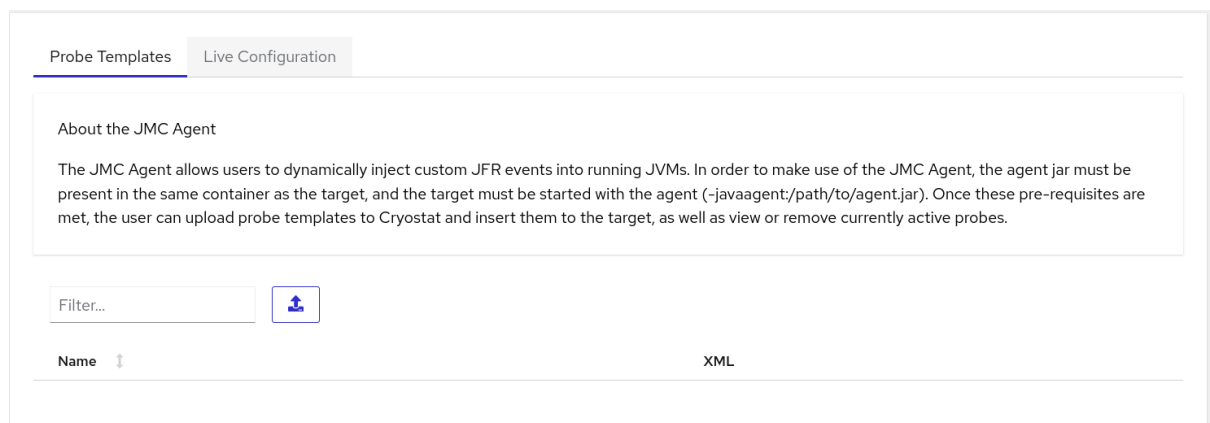 Probe Templates Live Configuration
About the JMC Agent
The JMC Agent allows users to dynamically inject custom JFR events into running JVMs. In order to make use of the JMC Agent, the agent jar must be
present in the same container as the target, and the target must be started with the agent (-javaagent:/path/to/agent.jar). Once these pre-requisites are
met, the user can upload probe templates to Cryostat and insert them to the target, as well as view or remove currently active probes.
Filter...
Name XML